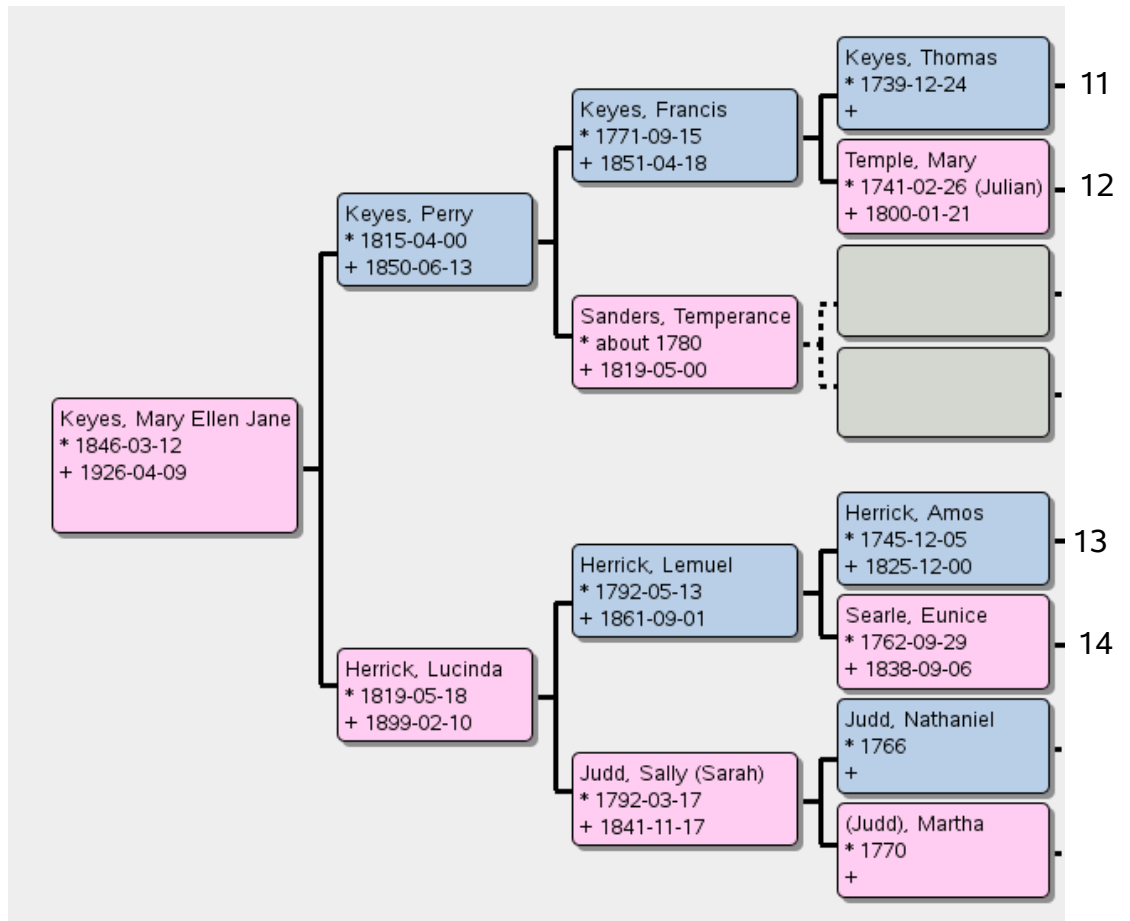 Keyes, Thomas
* 1739-12-24
+
11
Keyes, Francis
* 1771-09-15
+ 1851-04-18
Temple, Mary
* 1741-02-26 (Julian)
+ 1800-01-21
12
Keyes, Perry
* 1815-04-00
+ 1850-06-13
Sanders, Temperance
* about 1780
+ 1819-05-00
Keyes, Mary Ellen Jane
* 1846-03-12
+ 1926-04-09
Herrick, Amos
* 1745-12-05
+ 1825-12-00
13
Herrick, Lemuel
* 1792-05-13
+ 1861-09-01
Searle, Eunice
* 1762-09-29
+ 1838-09-06
14
Herrick, Lucinda
* 1819-05-18
+ 1899-02-10
Judd, Nathaniel
* 1766
+
Judd, Sally (Sarah)
* 1792-03-17
+ 1841-11-17
(Judd), Martha
* 1770
+